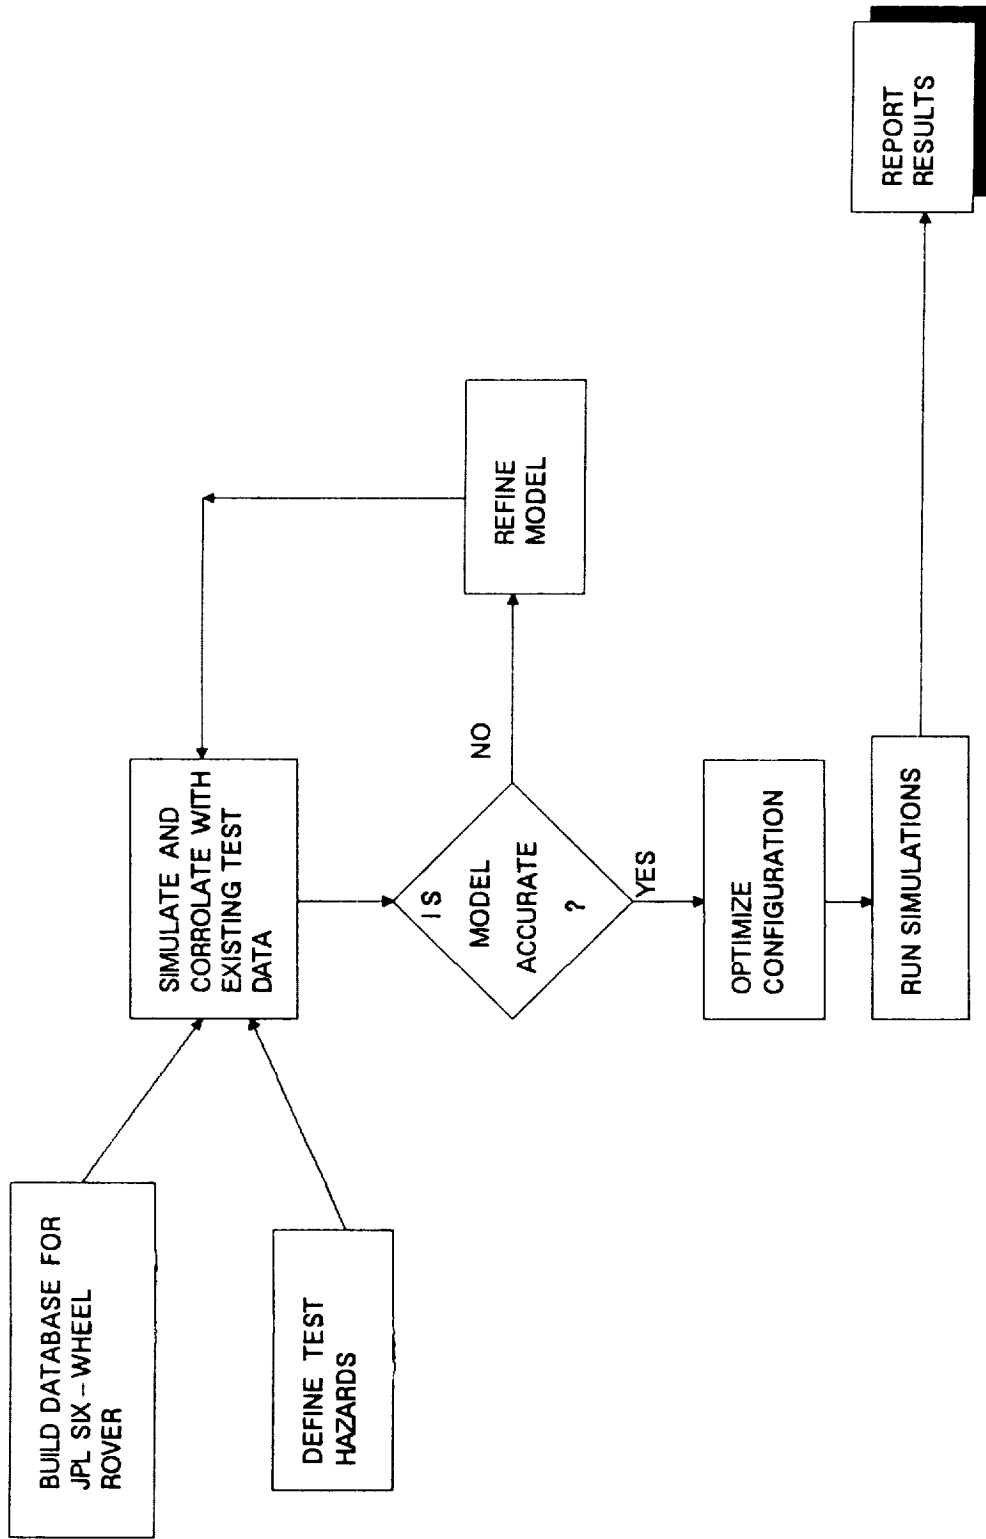 BUILD DATABASE FOR
JPL SIX-WHEEL
ROVER
DEFINE TEST
HAZARDS
SIMULATE AND
CORROLATE WITH
EXISTING TEST
DATA
IS
MODEL
ACCURATE
?
NO
REFINE
MODEL
YES
OPTIMIZE
CONFIGURATION
RUN SIMULATIONS
REPORT
RESULTS